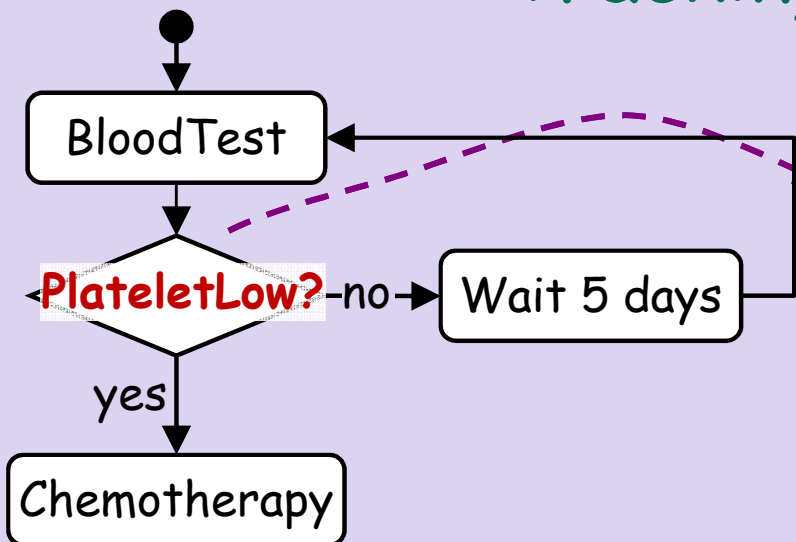 BloodTest
PlateletLow?
no
Wait 5 days
yes
Chemotherapy